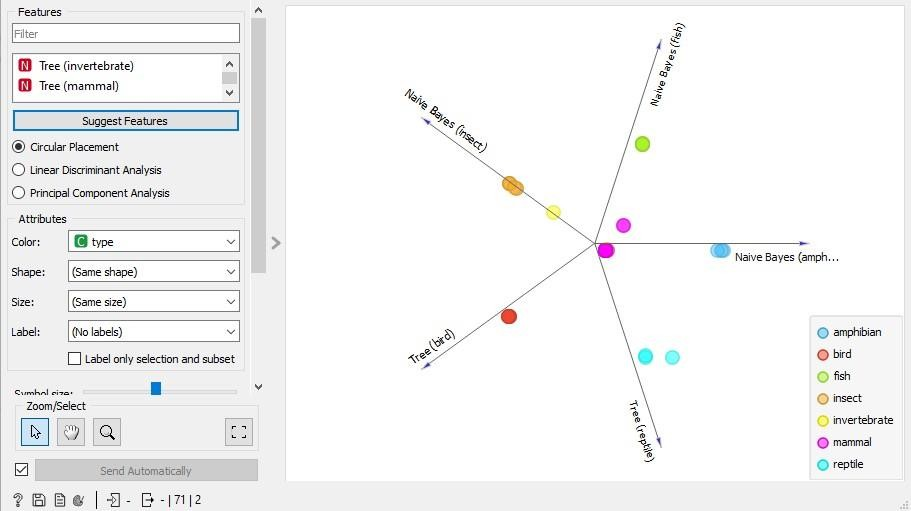 Features
Filter
N Tree (invertebrate)
N Tree (mammal)
Suggest Features
Circular Placement
Linear Discriminant Analysis
Principal Component Analysis
Attributes
Color: C type
Shape: (Same shape)
Size: (Same size)
Label: (No labels)
Label only selection and subset
Symbol size:
Zoom/Select
Send Automatically
? - - | 71 | 2
Naive Bayes (fish)
Naive Bayes (insect)
Naive Bayes (amph...
Tree (bird)
Tree (reptile)
amphibian
bird
fish
insect
invertebrate
mammal
reptile